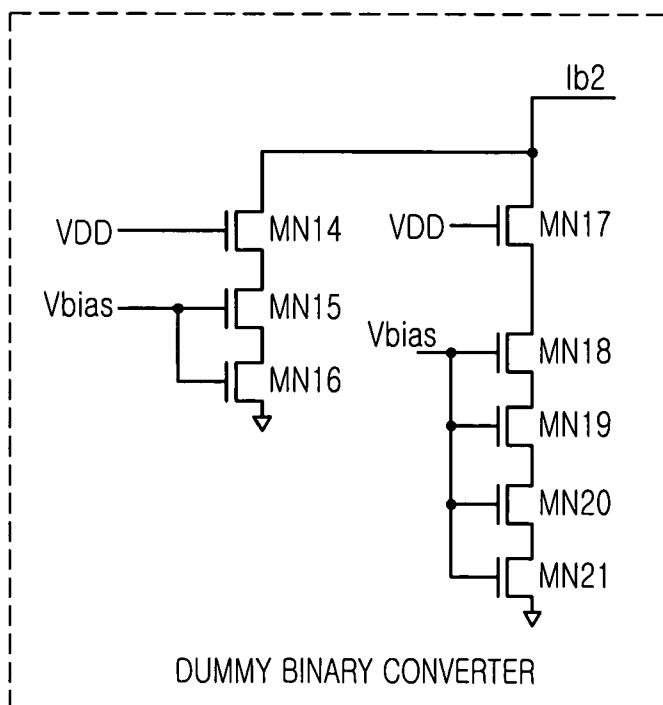 Ib2
VDD
MN14
VDD
MN17
Vbias
MN15
Vbias
MN18
MN16
MN19
MN20
MN21
DUMMY BINARY CONVERTER